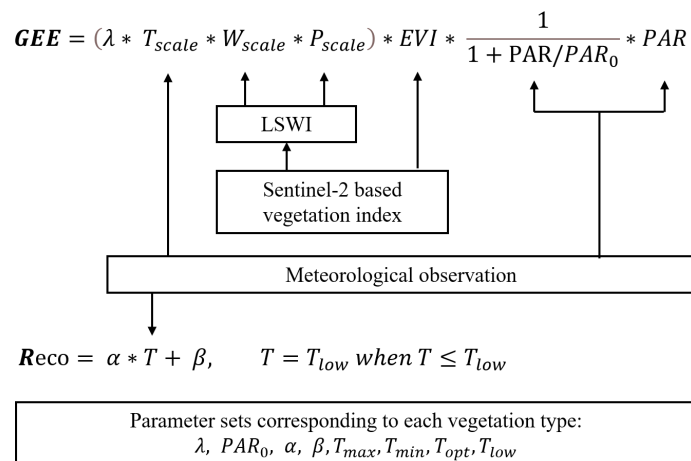 GEE = (λ * T_scale * W_scale * P_scale) * EVI * 1 / (1 + PAR/PAR_0) * PAR
LSWI
Sentinel-2 based
vegetation index
Meteorological observation
Reco = α * T + β, T = T_low when T ≤ T_low
Parameter sets corresponding to each vegetation type:
λ, PAR_0, α, β, T_max, T_min, T_opt, T_low